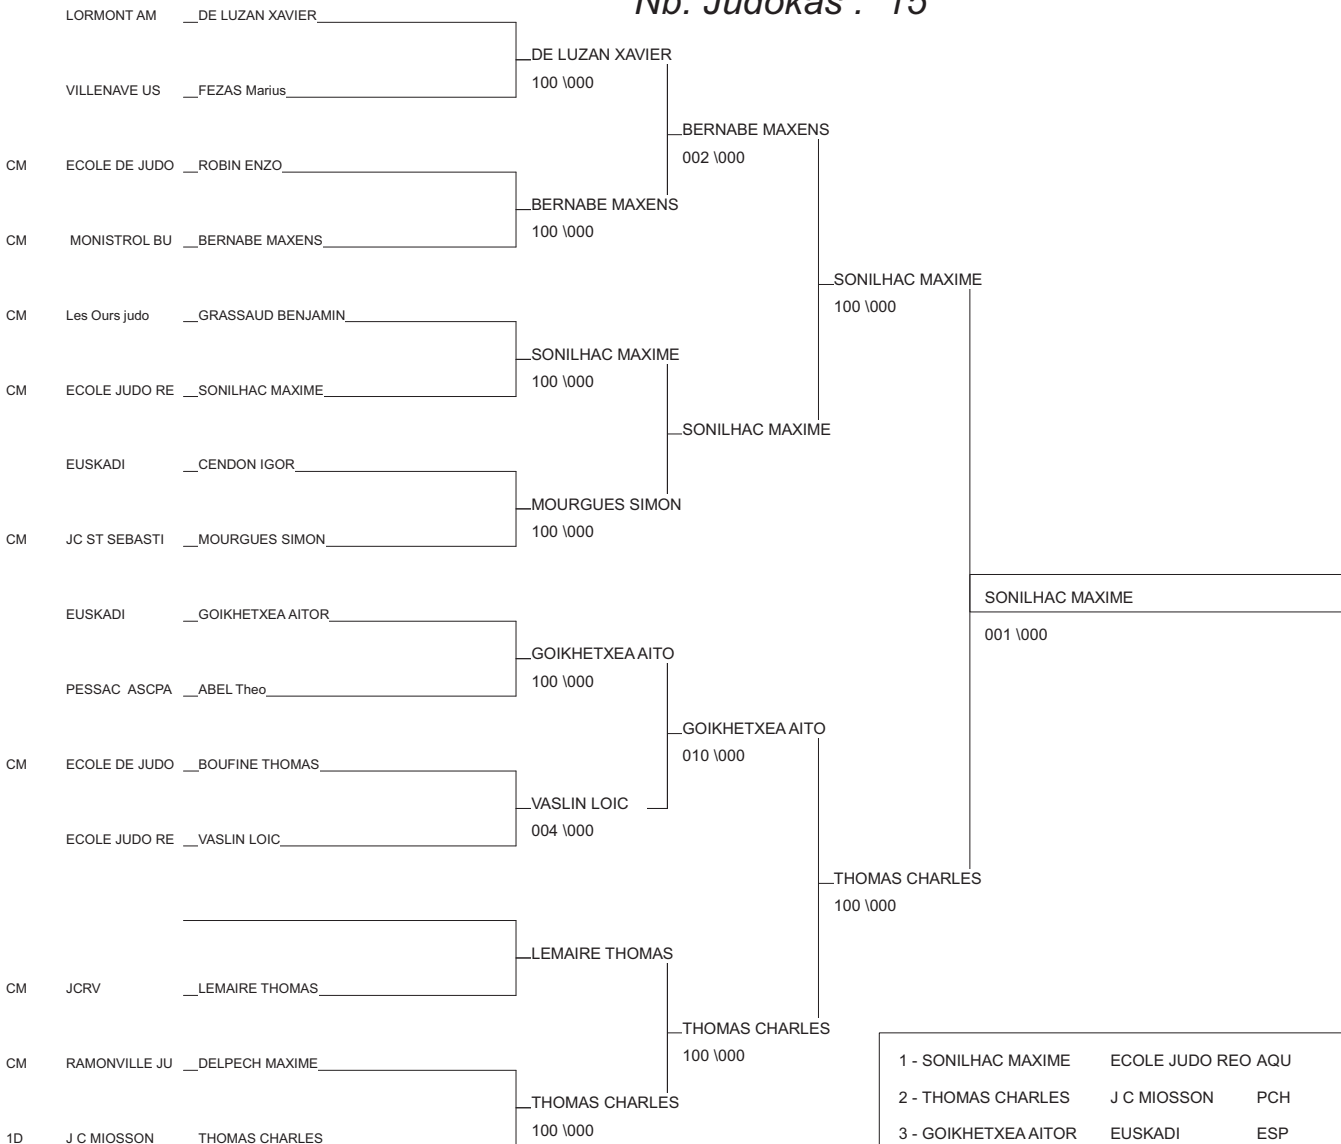 Nb. Judokas : 15
LORMONT AM DE LUZAN XAVIER
DE LUZAN XAVIER
100 \000
VILLENAVE US FEZAS Marius
BERNABE MAXENS
002 \000
CM ECOLE DE JUDO ROBIN ENZO
BERNABE MAXENS
100 \000
CM MONISTROL BU BERNABE MAXENS
SONILHAC MAXIME
100 \000
CM Les Ours judo GRASSAUD BENJAMIN
SONILHAC MAXIME
100 \000
CM ECOLE JUDO RE SONILHAC MAXIME
SONILHAC MAXIME
EUSKADI CENDON IGOR
MOURGUES SIMON
100 \000
CM JC ST SEBASTI MOURGUES SIMON
SONILHAC MAXIME
001 \000
EUSKADI GOIKHETXEA AITOR
GOIKHETXEA AITO
100 \000
PESSAC ASCPA ABEL Theo
GOIKHETXEA AITO
010 \000
CM ECOLE DE JUDO BOUFINE THOMAS
VASLIN LOIC
004 \000
ECOLE JUDO RE VASLIN LOIC
THOMAS CHARLES
100 \000
LEMAIRE THOMAS
CM JCRV LEMAIRE THOMAS
THOMAS CHARLES
100 \000
CM RAMONVILLE JU DELPECH MAXIME
THOMAS CHARLES
100 \000
1D J C MIOSSON THOMAS CHARLES
1 - SONILHAC MAXIME ECOLE JUDO REO AQU
2 - THOMAS CHARLES J C MIOSSON PCH
3 - GOIKHETXEA AITOR EUSKADI ESP